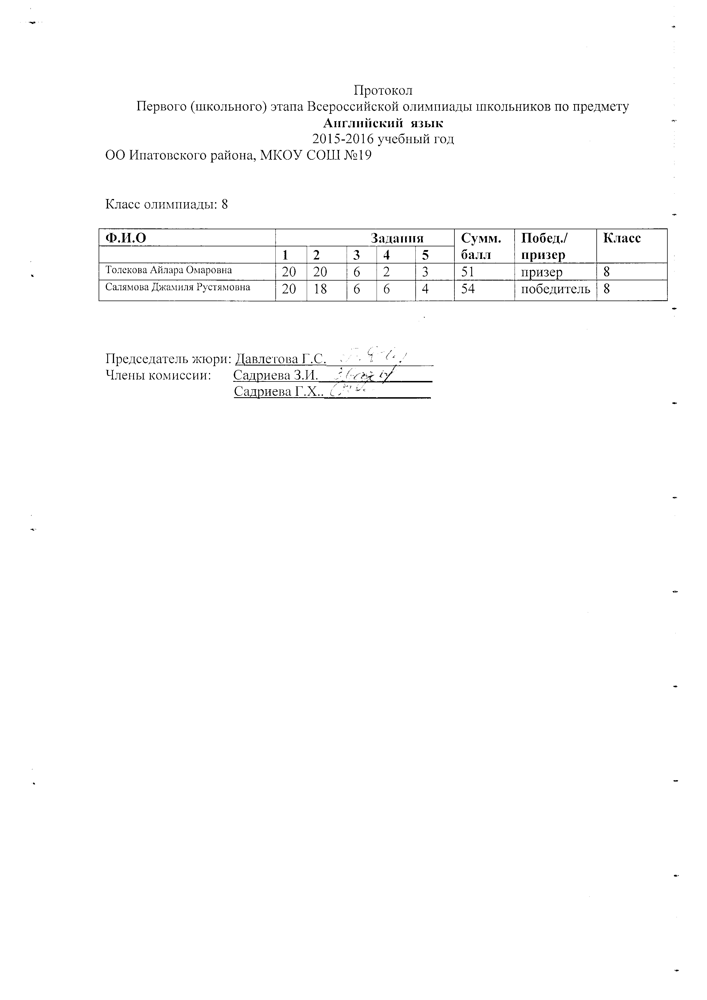 Протокол
Первого (школьного) этапа Всероссийской олимпиады школьников по предмету
Английский язык
2015-2016 учебный год
ОО Ипатовского района, МКОУ СОШ №19
Класс олимпиады: 8
Ф.И.О Задания Сумм. балл Побед./ призер Класс
1 2 3 4 5
Толекова Айлара Омаровна 20 20 6 2 3 51 призер 8
Салямова Джамиля Рустямовна 20 18 6 6 4 54 победитель 8
Председатель жюри: Давлетова Г.С.
Члены комиссии: Садриева З.И.
Садриева Г.Х..